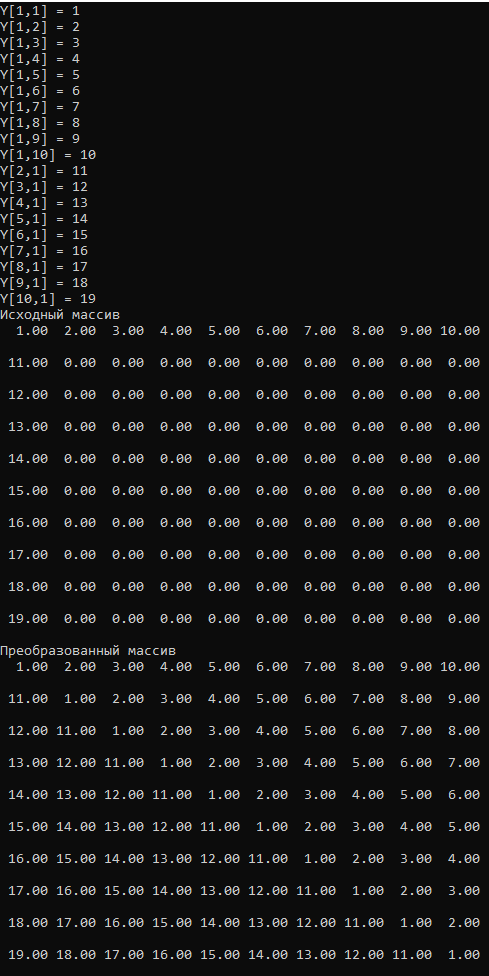 Y[1,1] = 1
Y[1,2] = 2
Y[1,3] = 3
Y[1,4] = 4
Y[1,5] = 5
Y[1,6] = 6
Y[1,7] = 7
Y[1,8] = 8
Y[1,9] = 9
Y[1,10] = 10
Y[2,1] = 11
Y[3,1] = 12
Y[4,1] = 13
Y[5,1] = 14
Y[6,1] = 15
Y[7,1] = 16
Y[8,1] = 17
Y[9,1] = 18
Y[10,1] = 19
Исходный массив
1.00 2.00 3.00 4.00 5.00 6.00 7.00 8.00 9.00 10.00
11.00 0.00 0.00 0.00 0.00 0.00 0.00 0.00 0.00 0.00
12.00 0.00 0.00 0.00 0.00 0.00 0.00 0.00 0.00 0.00
13.00 0.00 0.00 0.00 0.00 0.00 0.00 0.00 0.00 0.00
14.00 0.00 0.00 0.00 0.00 0.00 0.00 0.00 0.00 0.00
15.00 0.00 0.00 0.00 0.00 0.00 0.00 0.00 0.00 0.00
16.00 0.00 0.00 0.00 0.00 0.00 0.00 0.00 0.00 0.00
17.00 0.00 0.00 0.00 0.00 0.00 0.00 0.00 0.00 0.00
18.00 0.00 0.00 0.00 0.00 0.00 0.00 0.00 0.00 0.00
19.00 0.00 0.00 0.00 0.00 0.00 0.00 0.00 0.00 0.00
Преобразованный массив
1.00 2.00 3.00 4.00 5.00 6.00 7.00 8.00 9.00 10.00
11.00 1.00 2.00 3.00 4.00 5.00 6.00 7.00 8.00 9.00
12.00 11.00 1.00 2.00 3.00 4.00 5.00 6.00 7.00 8.00
13.00 12.00 11.00 1.00 2.00 3.00 4.00 5.00 6.00 7.00
14.00 13.00 12.00 11.00 1.00 2.00 3.00 4.00 5.00 6.00
15.00 14.00 13.00 12.00 11.00 1.00 2.00 3.00 4.00 5.00
16.00 15.00 14.00 13.00 12.00 11.00 1.00 2.00 3.00 4.00
17.00 16.00 15.00 14.00 13.00 12.00 11.00 1.00 2.00 3.00
18.00 17.00 16.00 15.00 14.00 13.00 12.00 11.00 1.00 2.00
19.00 18.00 17.00 16.00 15.00 14.00 13.00 12.00 11.00 1.00